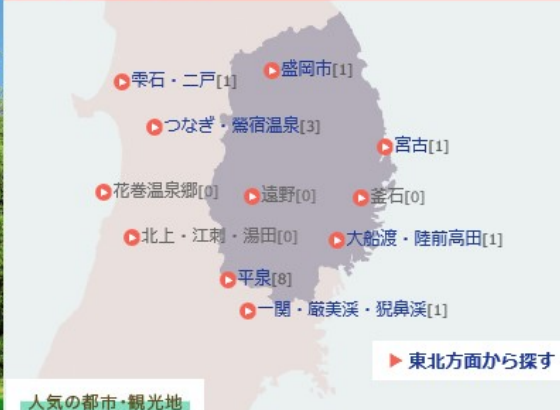 盛岡市[1]
雫石・二戸[1]
つなぎ・鶯宿温泉[3]
宮古[1]
花巻温泉郷[0]
遠野[0]
釜石[0]
北上・江刺・湯田[0]
大船渡・陸前高田[1]
平泉[8]
一関・厳美渓・猊鼻渓[1]
東北方面から探す
人気の都市・観光地